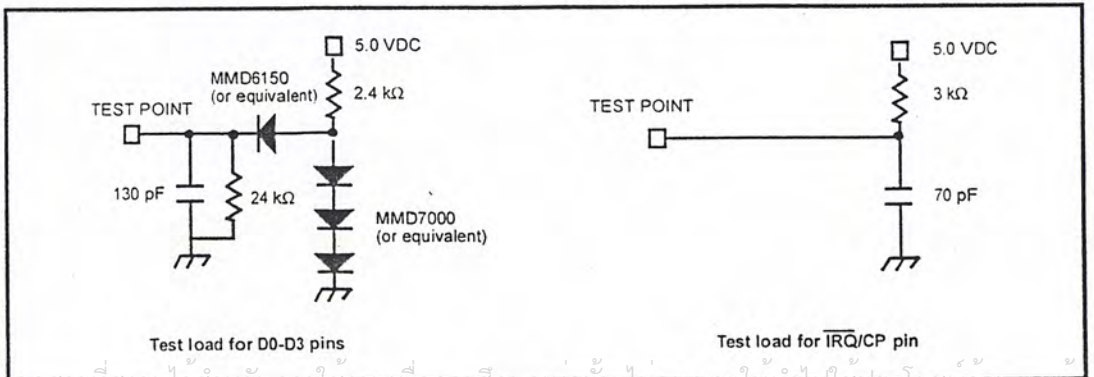 5.0 VDC
MMD6150
(or equivalent)
2.4 kΩ
TEST POINT
130 pF
24 kΩ
MMD7000
(or equivalent)
Test load for D0-D3 pins
5.0 VDC
3 kΩ
TEST POINT
70 pF
Test load for I̅R̅Q̅/CP pin